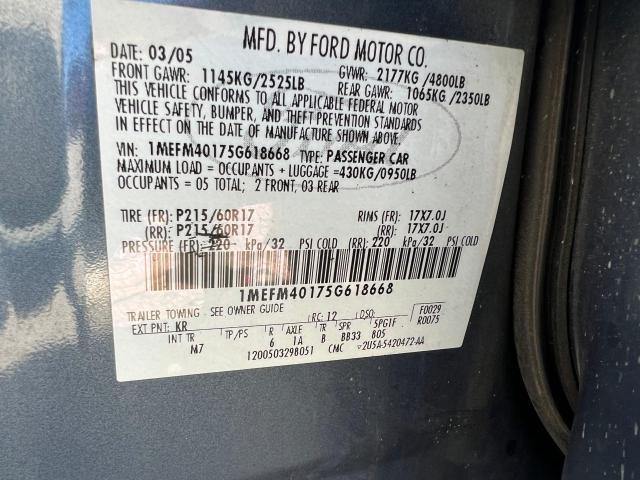 MFD. BY FORD MOTOR CO.
DATE: 03/05 GVWR: 2177KG /4800LB
FRONT GAWR: 1145KG/2525LB REAR GAWR: 1065KG/2350LB
THIS VEHICLE CONFORMS TO ALL APPLICABLE FEDERAL MOTOR
VEHICLE SAFETY, BUMPER, AND THEFT PREVENTION STANDARDS
IN EFFECT ON THE DATE OF MANUFACTURE SHOWN ABOVE.
VIN: 1MEFM40175G618668 TYPE: PASSENGER CAR
MAXIMUM LOAD = OCCUPANTS + LUGGAGE =430KG/0950LB
OCCUPANTS = 05 TOTAL; 2 FRONT, 03 REAR
TIRE (FR): P215/60R17 RIMS (FR): 17X7.0J
(RR): P215/60R17 (RR): 17X7.0J
PRESSURE (FR): 220 kPa/32 PSI COLD (RR): 220 kPa/32 PSI COLD
1MEFM40175G618668
TRAILER TOWING - SEE OWNER GUIDE
EXT PNT: KR RC: 12 DSO: F0029
R0075
INT TR TP/PS R AXLE TR SPR 5PGIF
M7 6 1A B BB33 B05
120050329B051 CMC V2U5A-5420472-AA